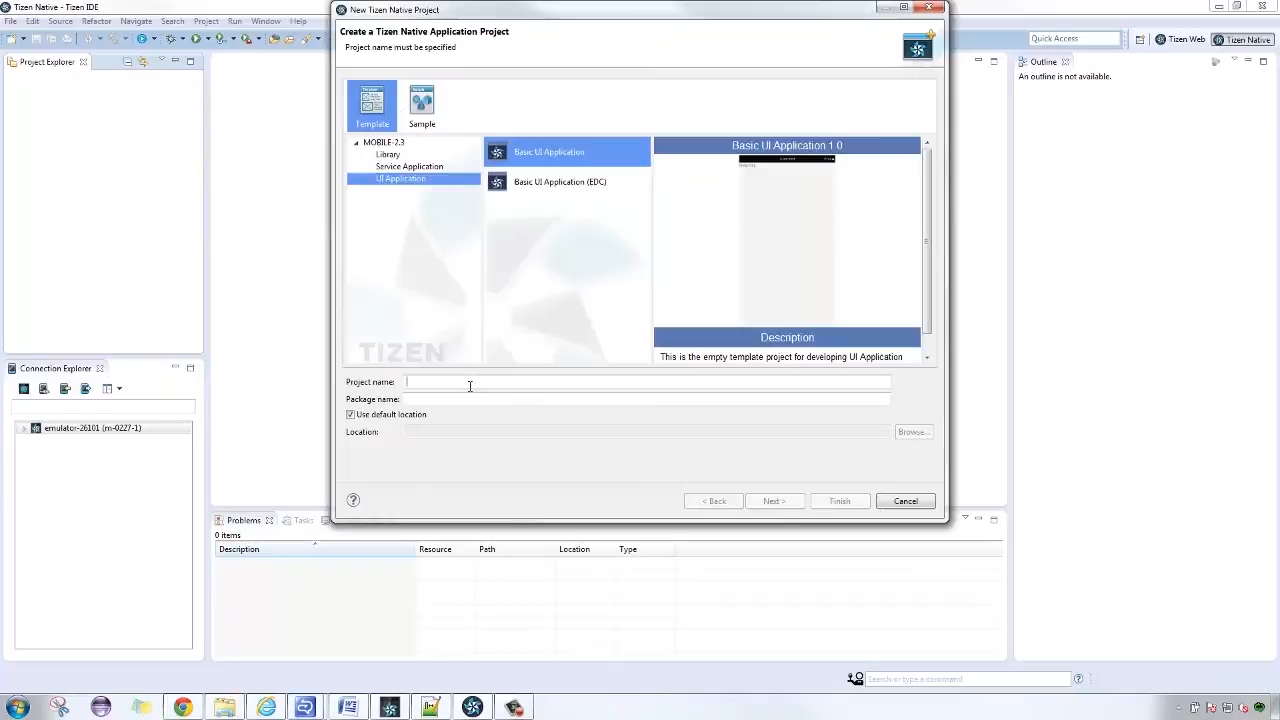 Tizen Native - Tizen IDE
File Edit Source Refactor Navigate Search Project Run Window Help
Quick Access
Tizen Web
Tizen Native
Project Explorer
Connection Explorer
emulator-26101 (m-0227-1)
New Tizen Native Project
Create a Tizen Native Application Project
Project name must be specified
Template
Sample
MOBILE-2.3
Library
Service Application
UI Application
TIZEN
Basic UI Application
Basic UI Application (EDC)
Basic UI Application 1.0
Description
This is the empty template project for developing UI Application
Project name:
Package name:
Use default location
Location:
Browse...
< Back
Next >
Finish
Cancel
Outline
An outline is not available.
Problems
Tasks
0 items
Description Resource Path Location Type
Search or type a command